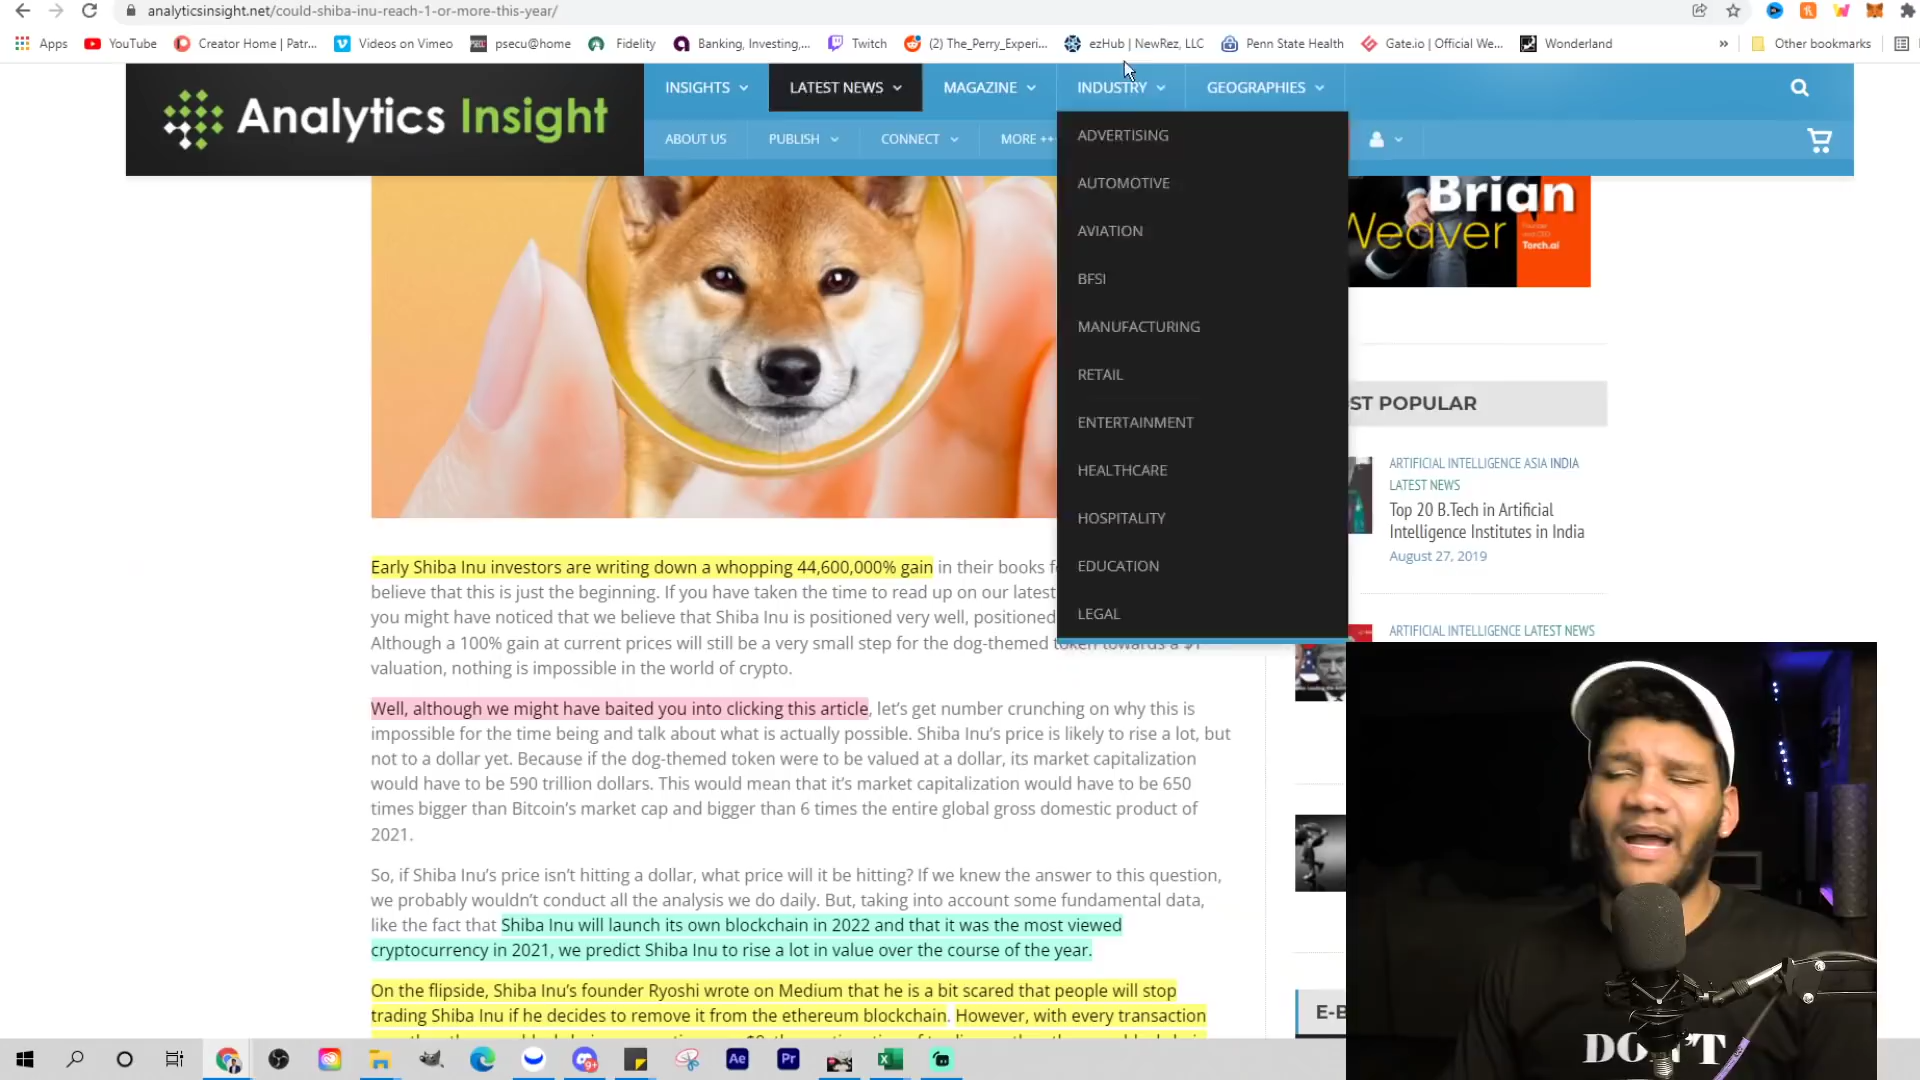 analyticsinsight.net/could-shiba-inu-reach-1-or-more-this-year/
Apps YouTube Creator Home | Patr... Videos on Vimeo psecu@home Fidelity Banking, Investing,... Twitch (2) The_Perry_Experi... ezHub | NewRez, LLC Penn State Health Gate.io | Official We... Wonderland » Other bookmarks
Analytics Insight
INSIGHTS LATEST NEWS MAGAZINE INDUSTRY GEOGRAPHIES
ABOUT US PUBLISH CONNECT MORE ++
ADVERTISING
AUTOMOTIVE
AVIATION
BFSI
MANUFACTURING
RETAIL
ENTERTAINMENT
HEALTHCARE
HOSPITALITY
EDUCATION
LEGAL
Brian
Weaver
Torch.ai
ST POPULAR
ARTIFICIAL INTELLIGENCE ASIA INDIA
LATEST NEWS
Top 20 B.Tech in Artificial
Intelligence Institutes in India
August 27, 2019
ARTIFICIAL INTELLIGENCE LATEST NEWS
Early Shiba Inu investors are writing down a whopping 44,600,000% gain in their books
believe that this is just the beginning. If you have taken the time to read up on our latest
you might have noticed that we believe that Shiba Inu is positioned very well, positioned
Although a 100% gain at current prices will still be a very small step for the dog-themed token towards a $1
valuation, nothing is impossible in the world of crypto.
Well, although we might have baited you into clicking this article, let's get number crunching on why this is
impossible for the time being and talk about what is actually possible. Shiba Inu's price is likely to rise a lot, but
not to a dollar yet. Because if the dog-themed token were to be valued at a dollar, its market capitalization
would have to be 590 trillion dollars. This would mean that it's market capitalization would have to be 650
times bigger than Bitcoin's market cap and bigger than 6 times the entire global gross domestic product of
2021.
So, if Shiba Inu's price isn't hitting a dollar, what price will it be hitting? If we knew the answer to this question,
we probably wouldn't conduct all the analysis we do daily. But, taking into account some fundamental data,
like the fact that Shiba Inu will launch its own blockchain in 2022 and that it was the most viewed
cryptocurrency in 2021, we predict Shiba Inu to rise a lot in value over the course of the year.
On the flipside, Shiba Inu's founder Ryoshi wrote on Medium that he is a bit scared that people will stop
trading Shiba Inu if he decides to remove it from the ethereum blockchain. However, with every transaction
E-B
DON'T
Ae Pr